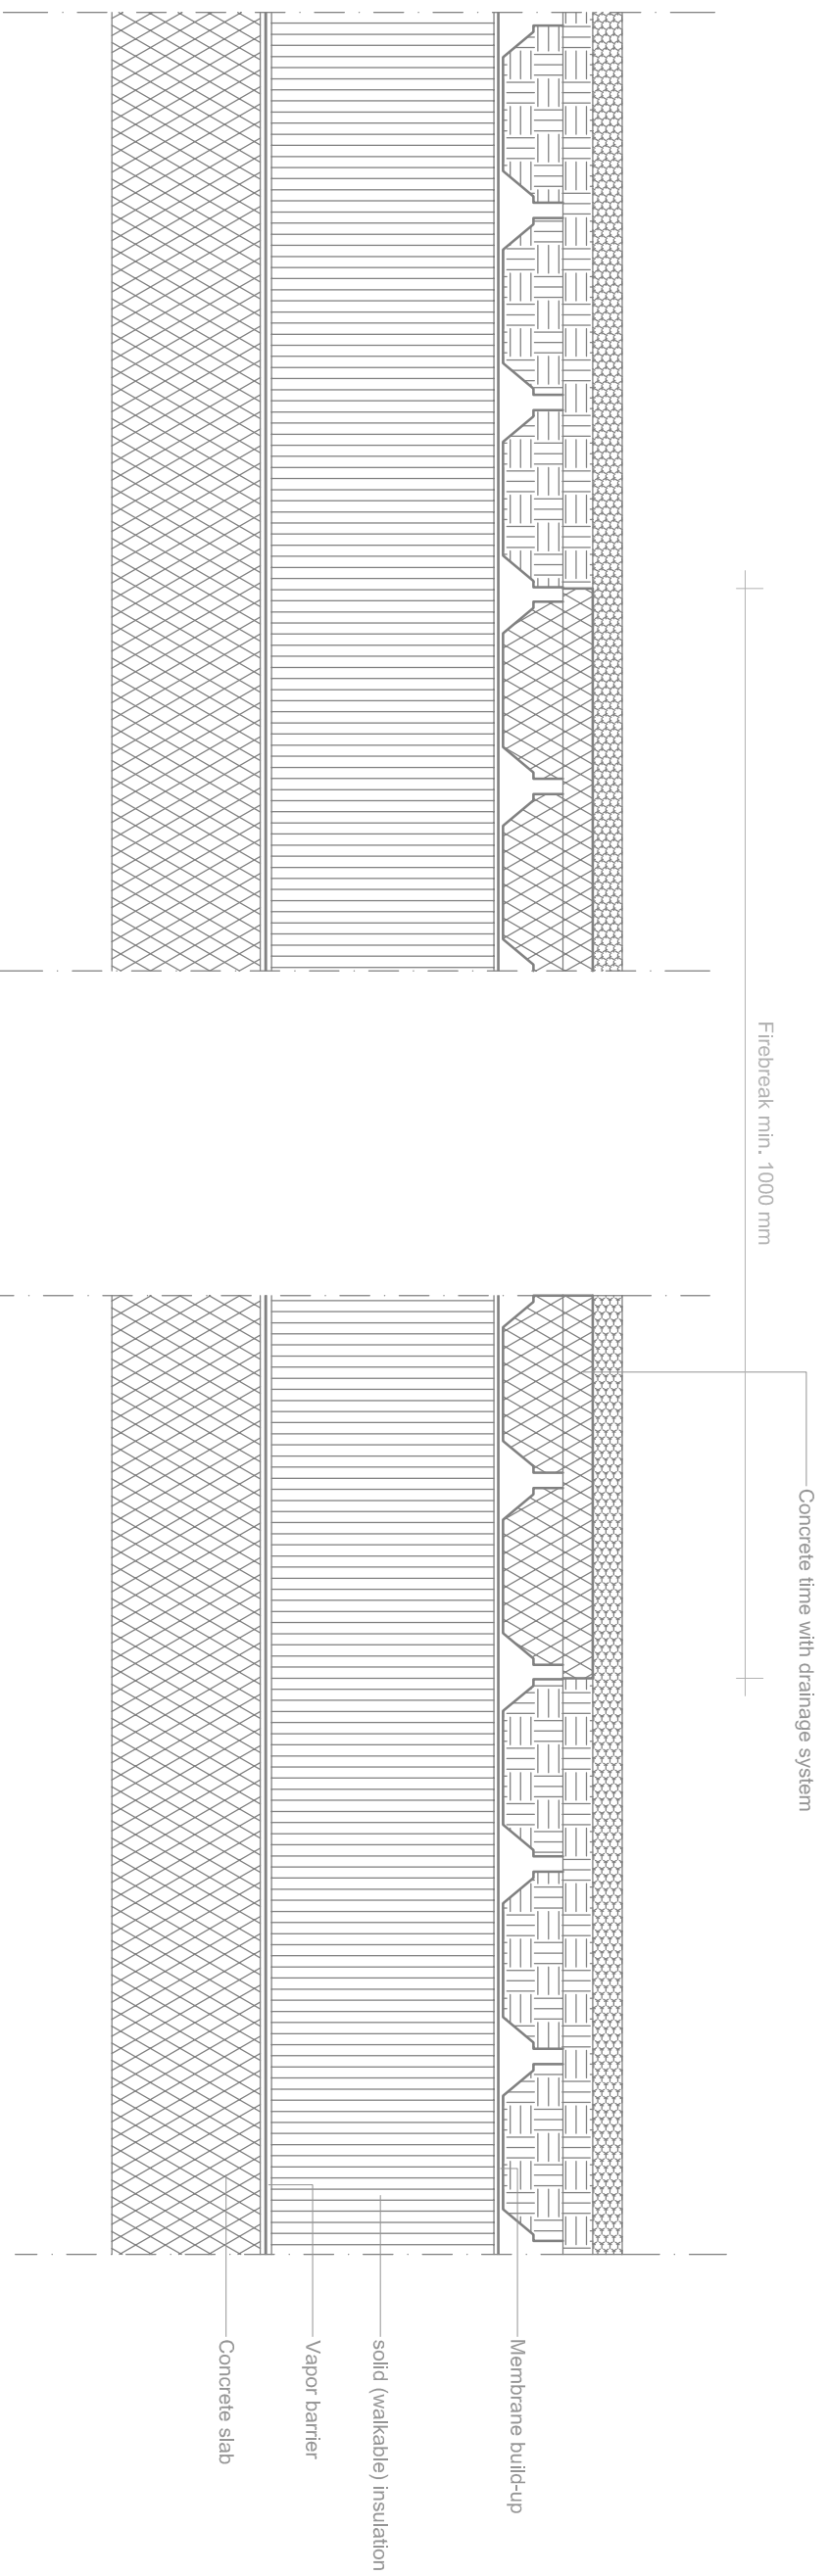 Concrete time with drainage system
Firebreak min. 1000 mm
Membrane build-up
solid (walkable) insulation
Vapor barrier
Concrete slab